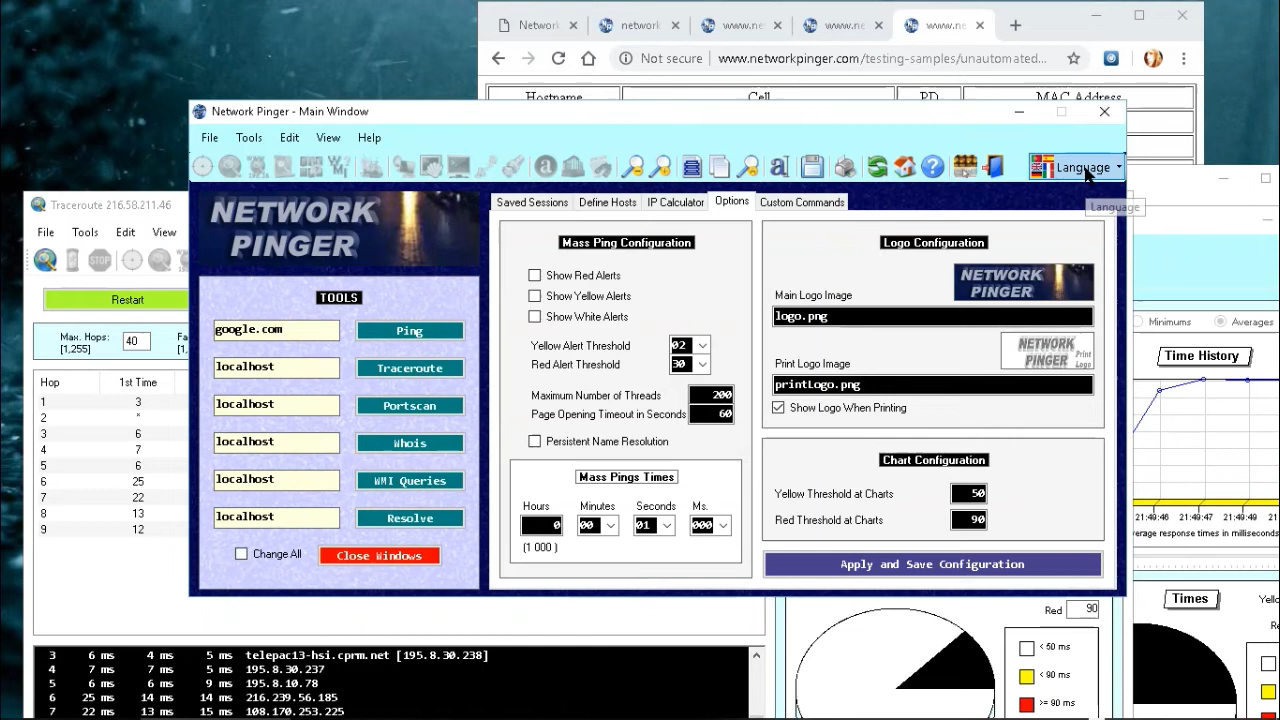 Network
network
www.ne
www.ne
www.ne
Not secure
www.networkpinger.com/testing-samples/unautomated...
Hostname
Cell
PD
MAC Address
Network Pinger - Main Window
File
Tools
Edit
View
Help
Language
Language
Traceroute 216.58.211.46
File
Tools
Edit
View
STOP
Restart
Max. Hops:
[1,255]
40
Hop
1st Time
1
3
2
*
3
6
4
7
5
6
6
25
7
22
8
13
9
12
NETWORK
PINGER
TOOLS
google.com
Ping
localhost
Traceroute
localhost
Portscan
localhost
Whois
localhost
WMI Queries
localhost
Resolve
Change All
Close Windows
Saved Sessions
Define Hosts
IP Calculator
Options
Custom Commands
Mass Ping Configuration
Show Red Alerts
Show Yellow Alerts
Show White Alerts
Yellow Alert Threshold
02
Red Alert Threshold
30
Maximum Number of Threads
200
Page Opening Timeout in Seconds
60
Persistent Name Resolution
Mass Pings Times
Hours
Minutes
Seconds
Ms.
0
00
01
000
(1 000 )
Logo Configuration
NETWORK
PINGER
Main Logo Image
logo.png
NETWORK
PINGER
Print
Logo
Print Logo Image
printLogo.png
Show Logo When Printing
Chart Configuration
Yellow Threshold at Charts
50
Red Threshold at Charts
90
Apply and Save Configuration
Minimums
Averages
Time History
21:49:46
21:49:47
21:49:48
average response times in milliseconds
Red
90
< 50 ms
< 90 ms
>= 90 ms
Times
3 6 ms 4 ms 5 ms telepac13-hsi.cprm.net [195.8.30.238]
4 7 ms 7 ms 5 ms 195.8.30.237
5 6 ms 6 ms 9 ms 195.8.10.78
6 25 ms 14 ms 14 ms 216.239.56.185
7 22 ms 13 ms 15 ms 108.170.253.225